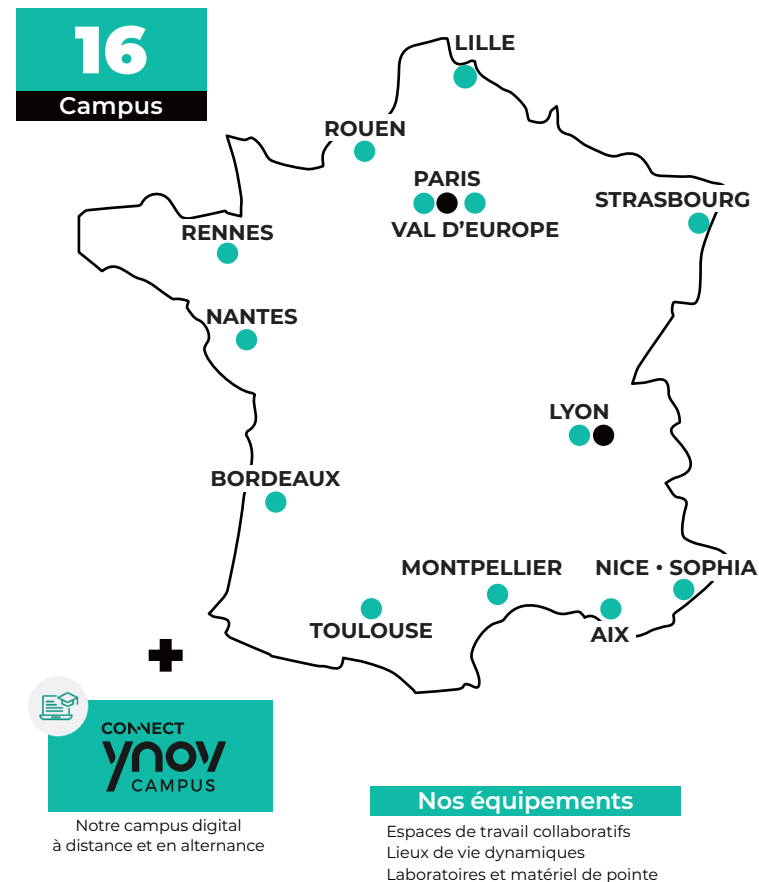 16
Campus
LILLE
ROUEN
PARIS
VAL D’EUROPE
STRASBOURG
RENNES
NANTES
LYON
BORDEAUX
MONTPELLIER
NICE • SOPHIA
TOULOUSE
AIX
CONNECT
YNOV
CAMPUS
Notre campus digital
à distance et en alternance
Nos équipements
Espaces de travail collaboratifs
Lieux de vie dynamiques
Laboratoires et matériel de pointe